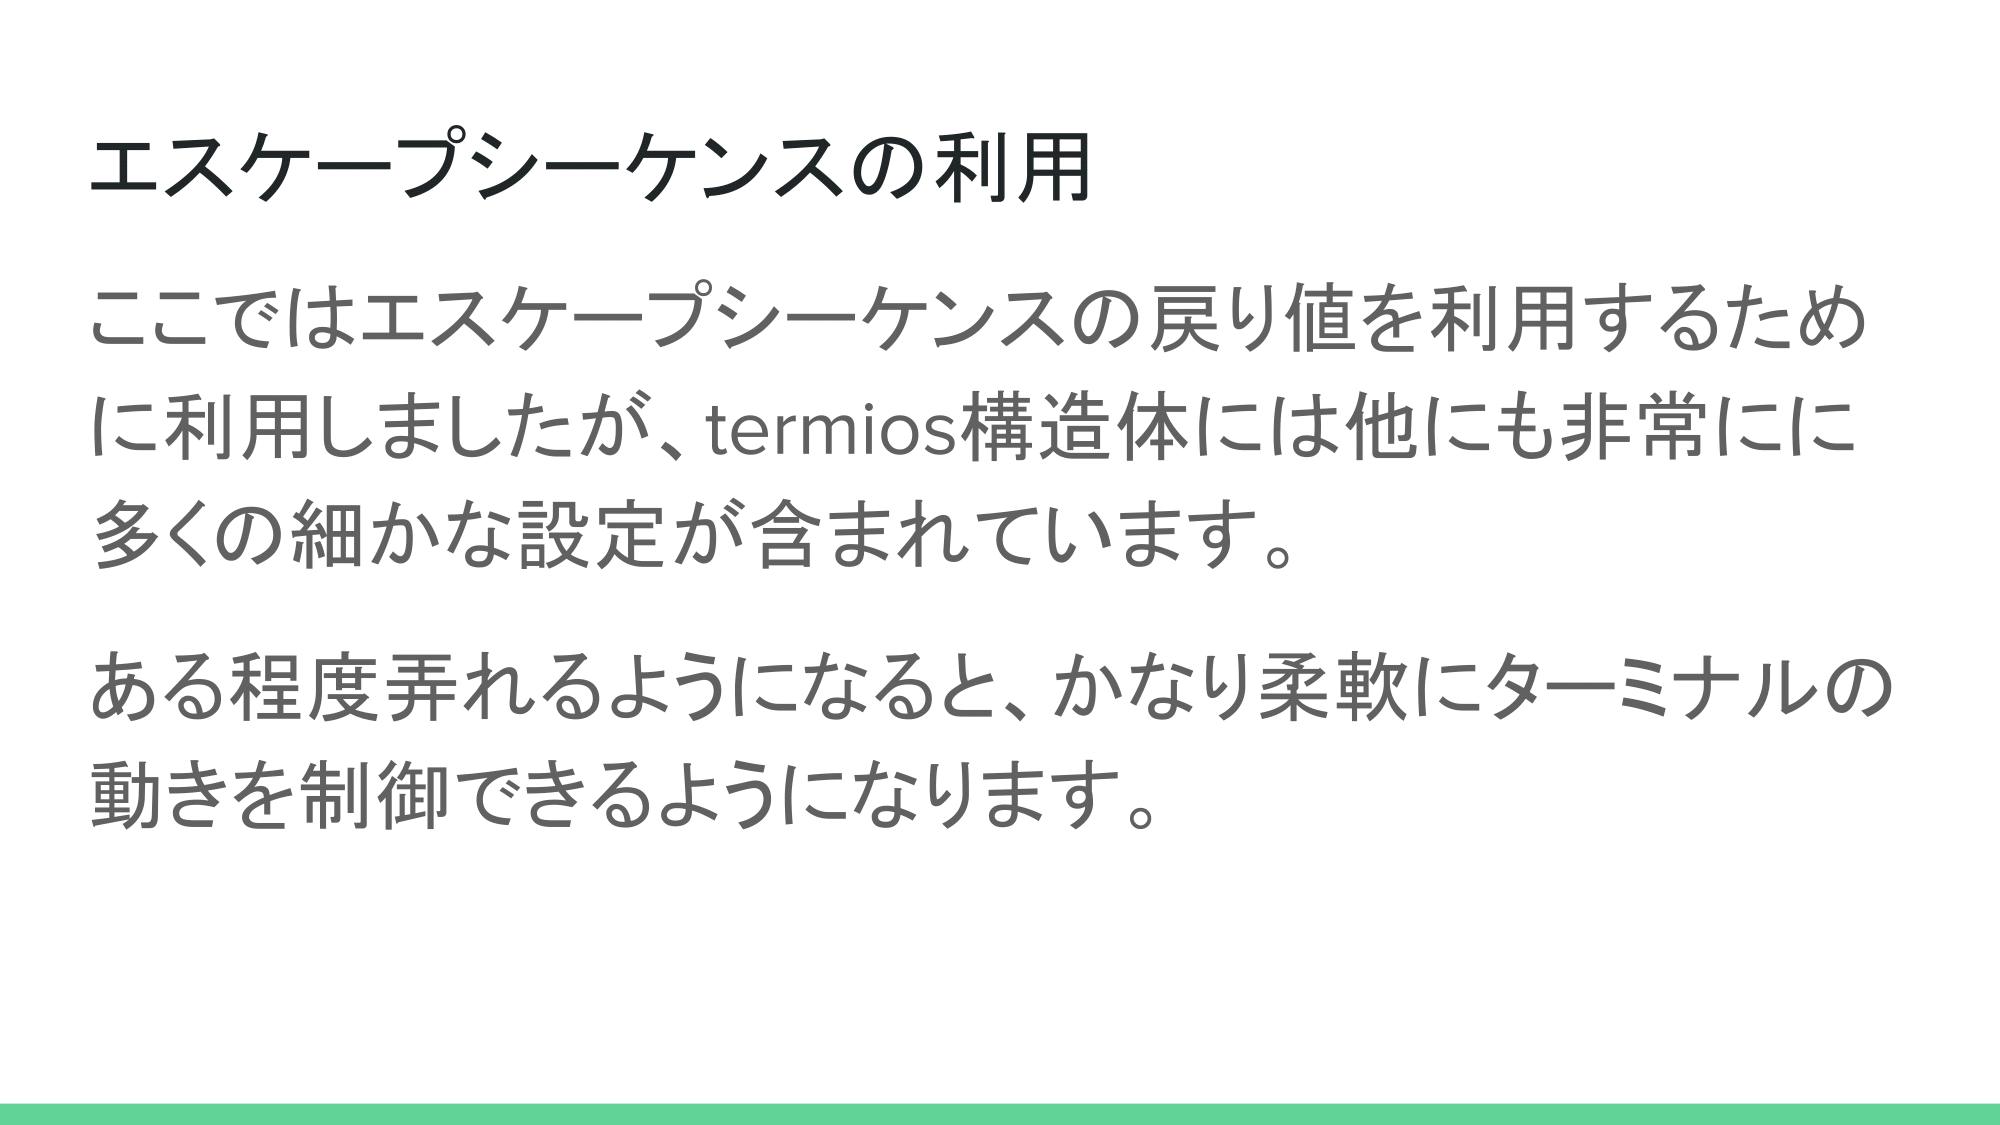 エスケープシーケンスの利用
ここではエスケープシーケンスの戻り値を利用するため
に利用しましたが、termios構造体には他にも非常にに
多くの細かな設定が含まれています。
ある程度弄れるようになると、かなり柔軟にターミナルの
動きを制御できるようになります。